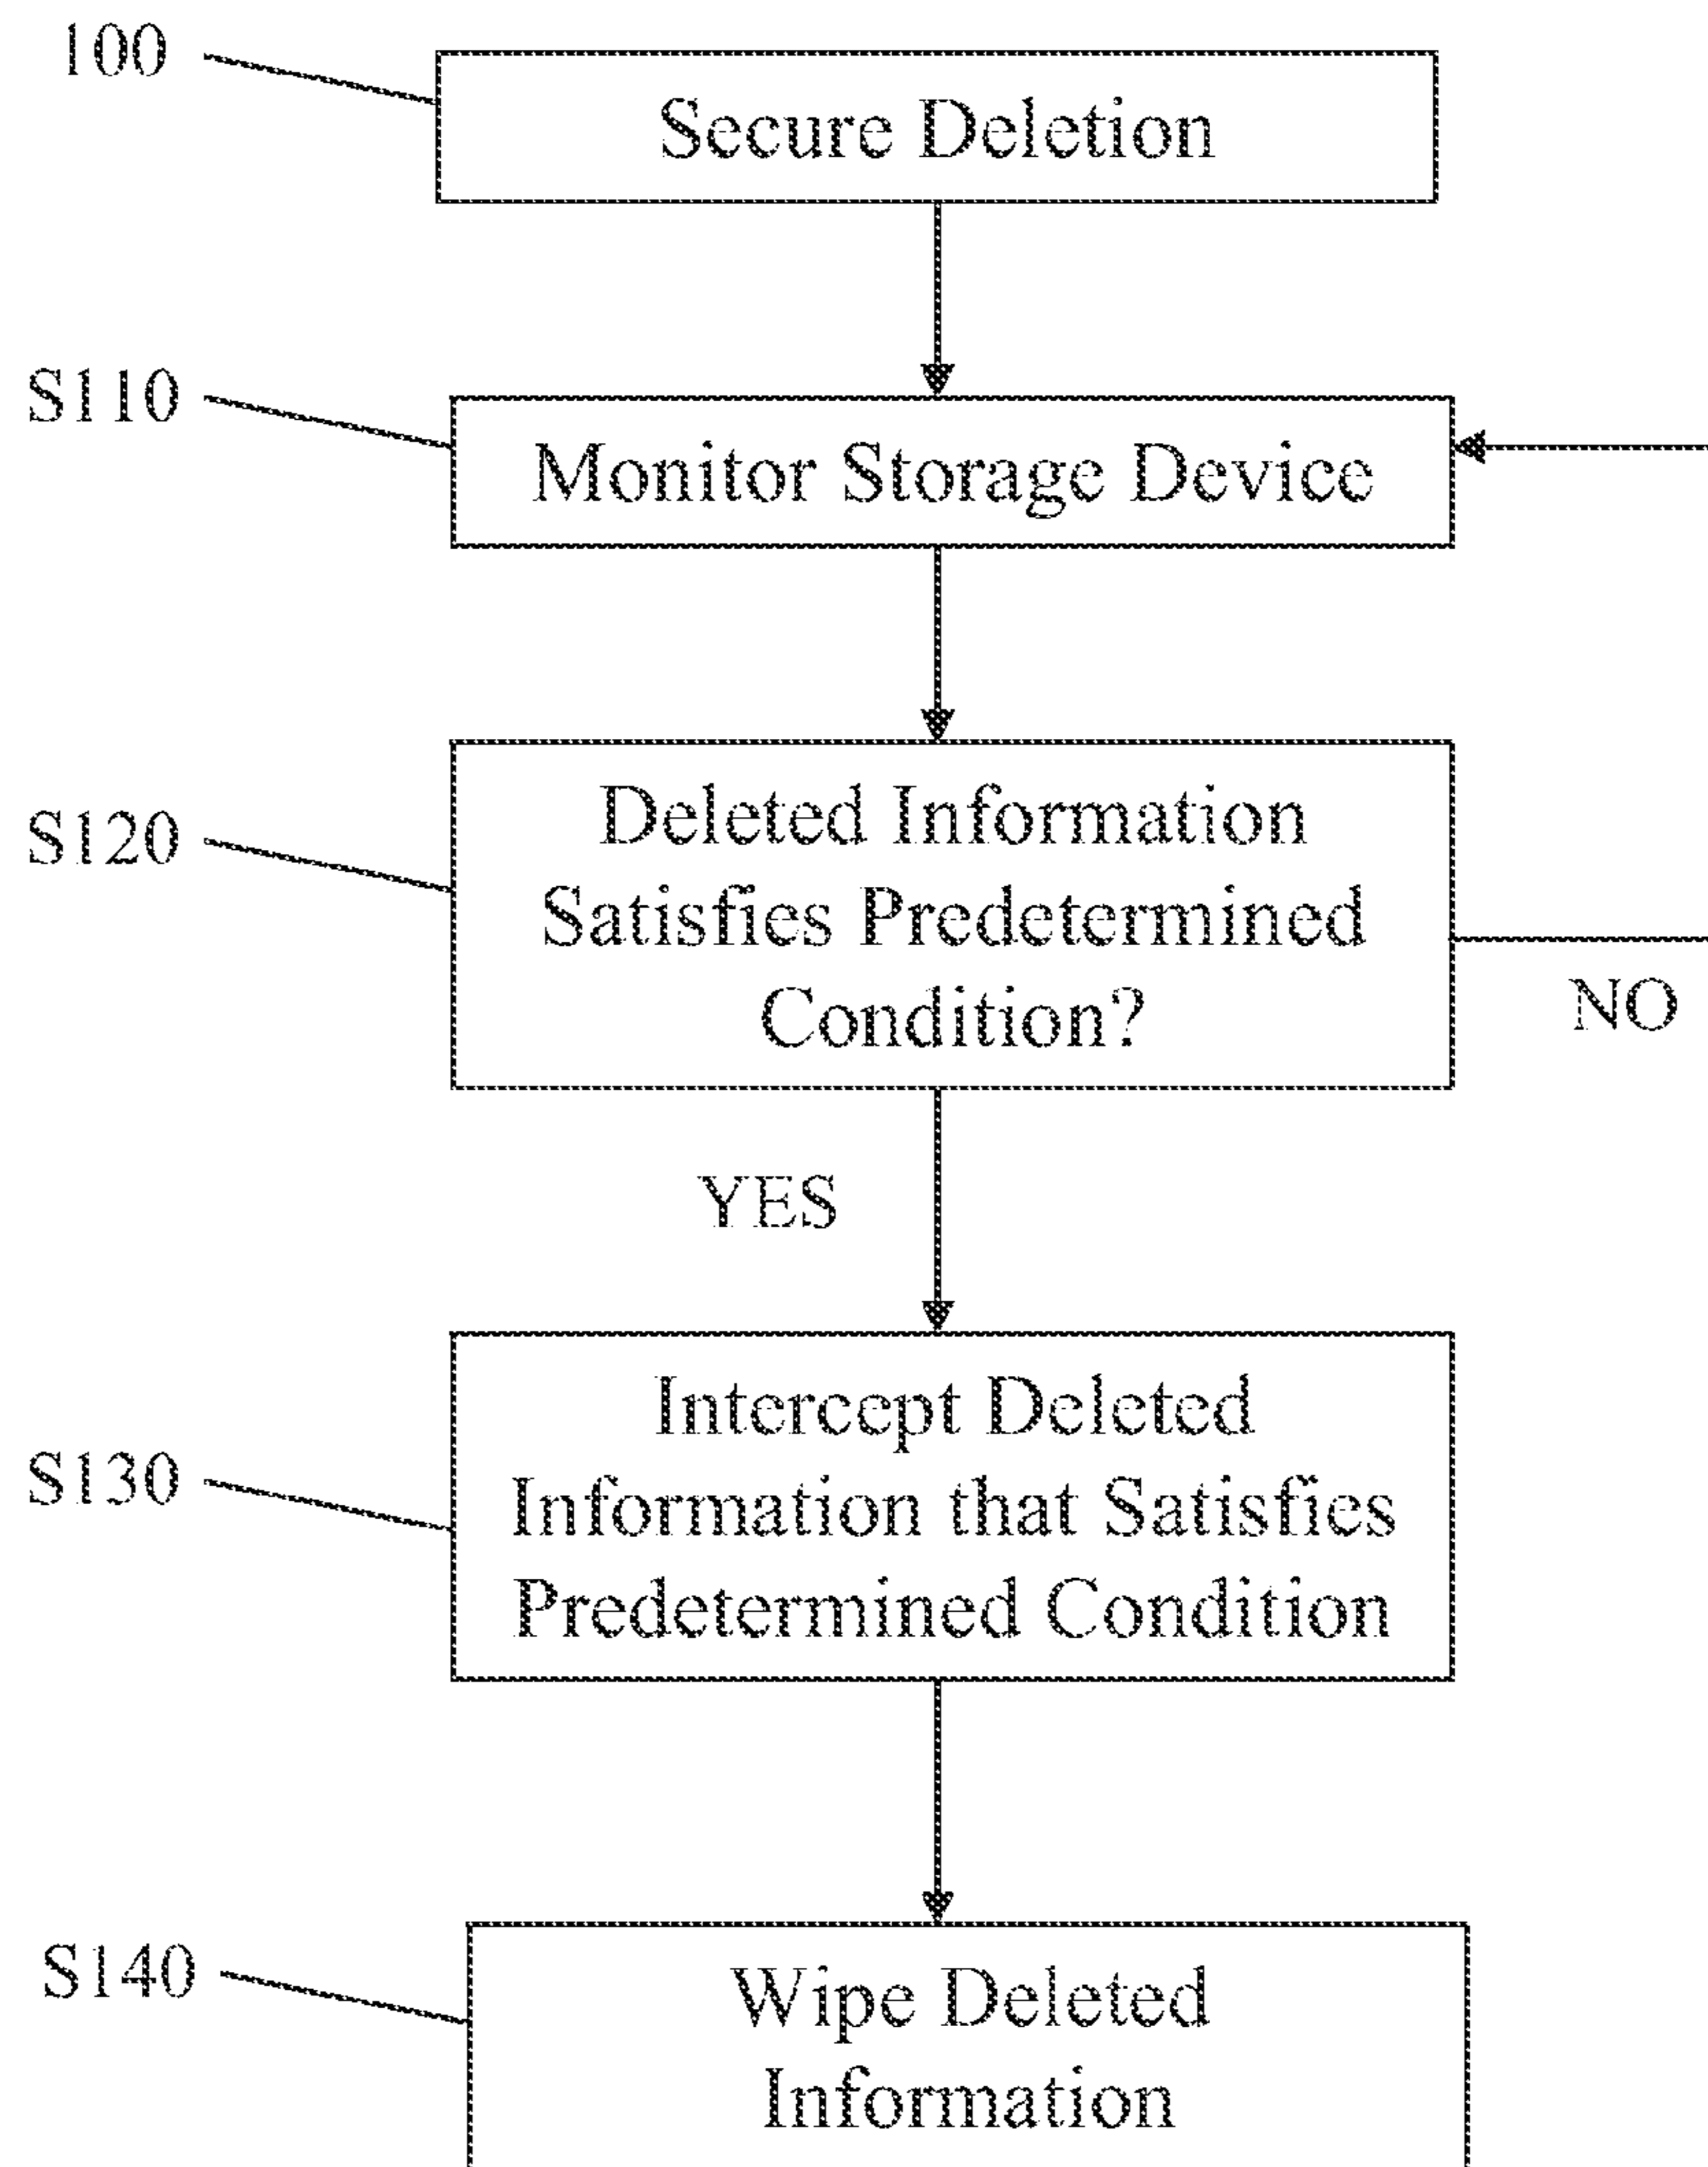 100
Secure Deletion
S110
Monitor Storage Device
S120
Deleted Information
Satisfies Predetermined
Condition?
NO
YES
S130
Intercept Deleted
Information that Satisfies
Predetermined Condition
S140
Wipe Deleted
Information